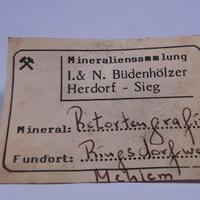 Mineraliensammlung
I. & N. Büdenhölzer
Herdorf - Sieg
Mineral: Retortengrafi
Fundort: Ringsdorfwe
Mehlem